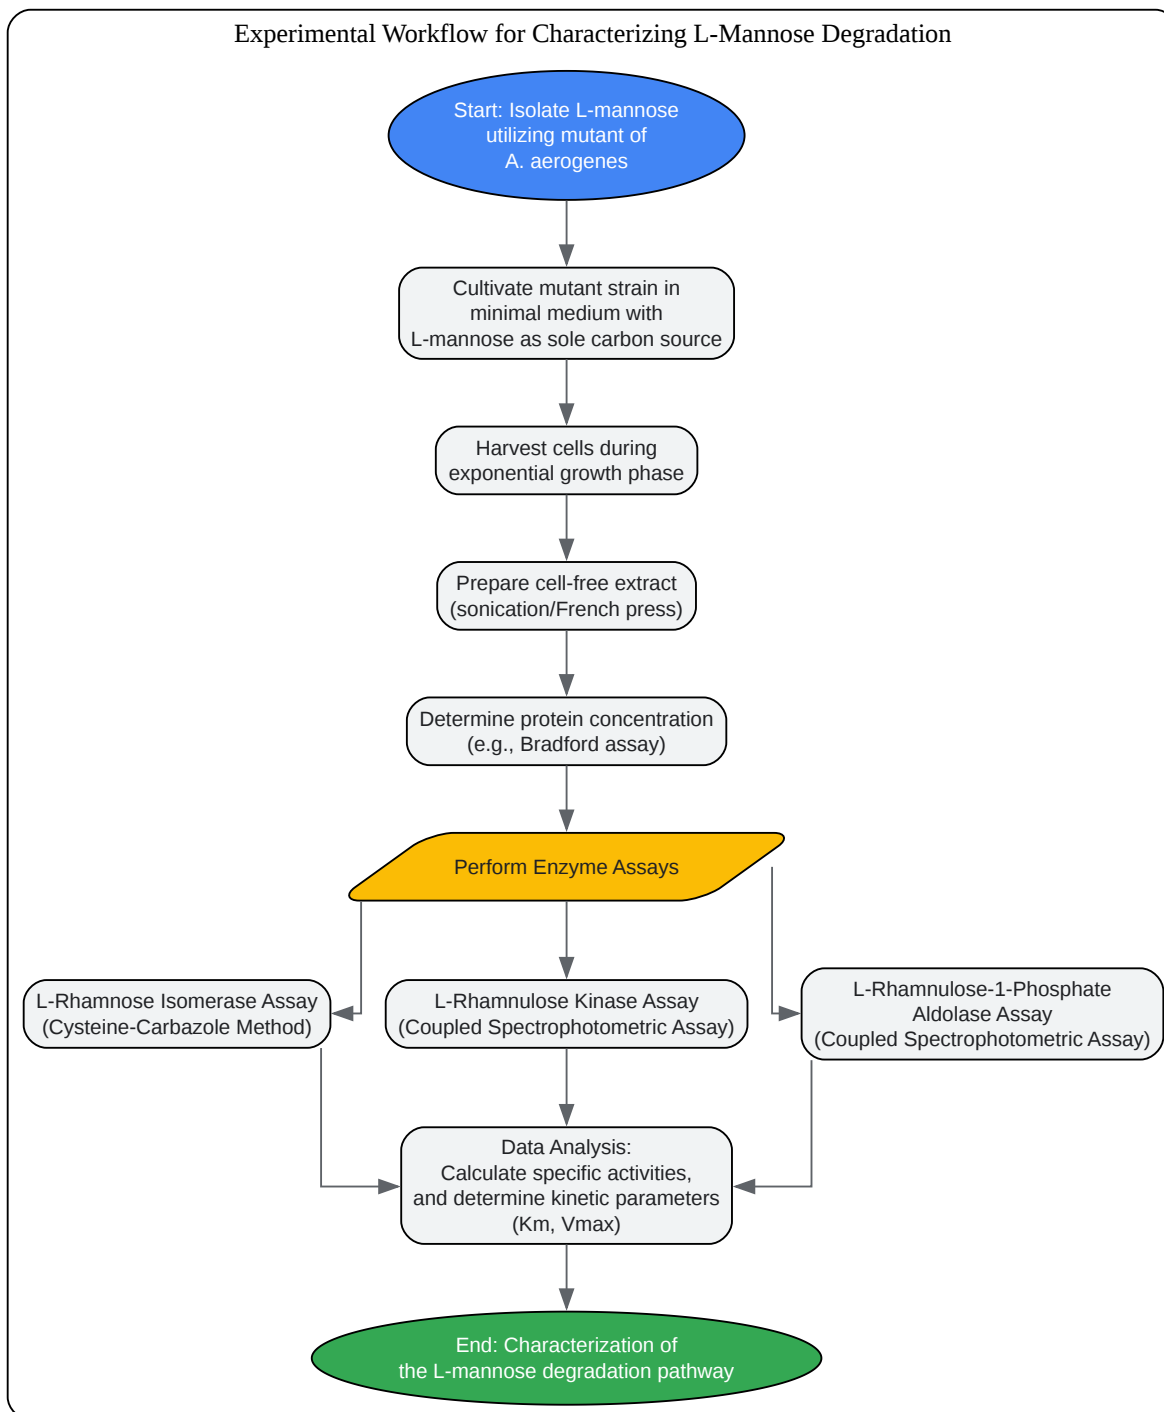 Experimental Workflow for Characterizing L-Mannose Degradation
Start: Isolate L-mannose
utilizing mutant of
A. aerogenes
Cultivate mutant strain in
minimal medium with
L-mannose as sole carbon source
Harvest cells during
exponential growth phase
Prepare cell-free extract
(sonication/French press)
Determine protein concentration
(e.g., Bradford assay)
Perform Enzyme Assays
L-Rhamnose Isomerase Assay
(Cysteine-Carbazole Method)
L-Rhamnulose Kinase Assay
(Coupled Spectrophotometric Assay)
L-Rhamnulose-1-Phosphate
Aldolase Assay
(Coupled Spectrophotometric Assay)
Data Analysis:
Calculate specific activities,
and determine kinetic parameters
(Km, Vmax)
End: Characterization of
the L-mannose degradation pathway